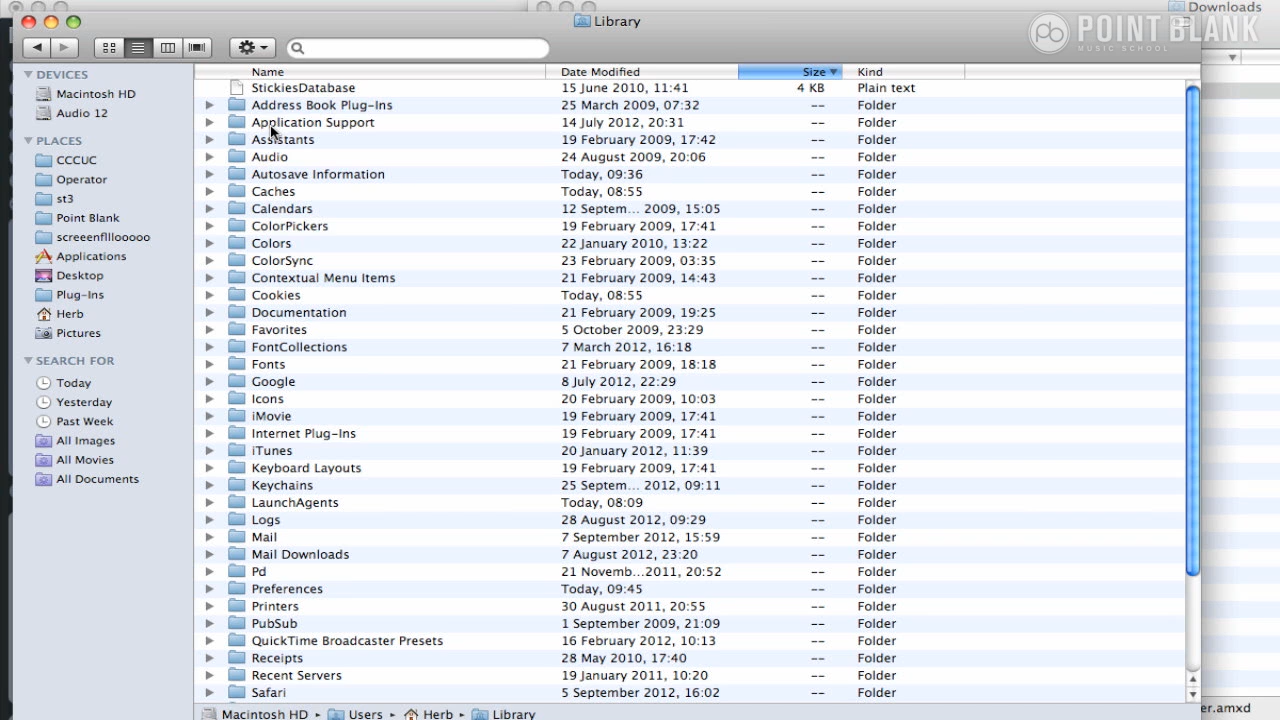 Downloads
Library
POINT BLANK
MUSIC SCHOOL
Name Date Modified Size Kind
DEVICES
Macintosh HD
Audio 12
PLACES
CCCUC
Operator
st3
Point Blank
screeenfllooooo
Applications
Desktop
Plug-Ins
Herb
Pictures
SEARCH FOR
Today
Yesterday
Past Week
All Images
All Movies
All Documents
StickiesDatabase 15 June 2010, 11:41 4 KB Plain text
Address Book Plug-Ins 25 March 2009, 07:32 -- Folder
Application Support 14 July 2012, 20:31 -- Folder
Assistants 19 February 2009, 17:42 -- Folder
Audio 24 August 2009, 20:06 -- Folder
Autosave Information Today, 09:36 -- Folder
Caches Today, 08:55 -- Folder
Calendars 12 Septem... 2009, 15:05 -- Folder
ColorPickers 19 February 2009, 17:41 -- Folder
Colors 22 January 2010, 13:22 -- Folder
ColorSync 23 February 2009, 03:35 -- Folder
Contextual Menu Items 21 February 2009, 14:43 -- Folder
Cookies Today, 08:55 -- Folder
Documentation 21 February 2009, 19:25 -- Folder
Favorites 5 October 2009, 23:29 -- Folder
FontCollections 7 March 2012, 16:18 -- Folder
Fonts 21 February 2009, 18:18 -- Folder
Google 8 July 2012, 22:29 -- Folder
Icons 20 February 2009, 10:03 -- Folder
iMovie 19 February 2009, 17:41 -- Folder
Internet Plug-Ins 19 February 2009, 17:41 -- Folder
iTunes 20 January 2012, 11:39 -- Folder
Keyboard Layouts 19 February 2009, 17:41 -- Folder
Keychains 25 Septem... 2012, 09:11 -- Folder
LaunchAgents Today, 08:09 -- Folder
Logs 28 August 2012, 09:29 -- Folder
Mail 7 September 2012, 15:59 -- Folder
Mail Downloads 7 August 2012, 23:20 -- Folder
Pd 21 Novemb...2011, 20:52 -- Folder
Preferences Today, 09:45 -- Folder
Printers 30 August 2011, 20:55 -- Folder
PubSub 1 September 2009, 21:09 -- Folder
QuickTime Broadcaster Presets 16 February 2012, 10:13 -- Folder
Receipts 28 May 2010, 17:40 -- Folder
Recent Servers 19 January 2011, 10:20 -- Folder
Safari 5 September 2012, 16:02 -- Folder
Macintosh HD Users Herb Library
er.amxd